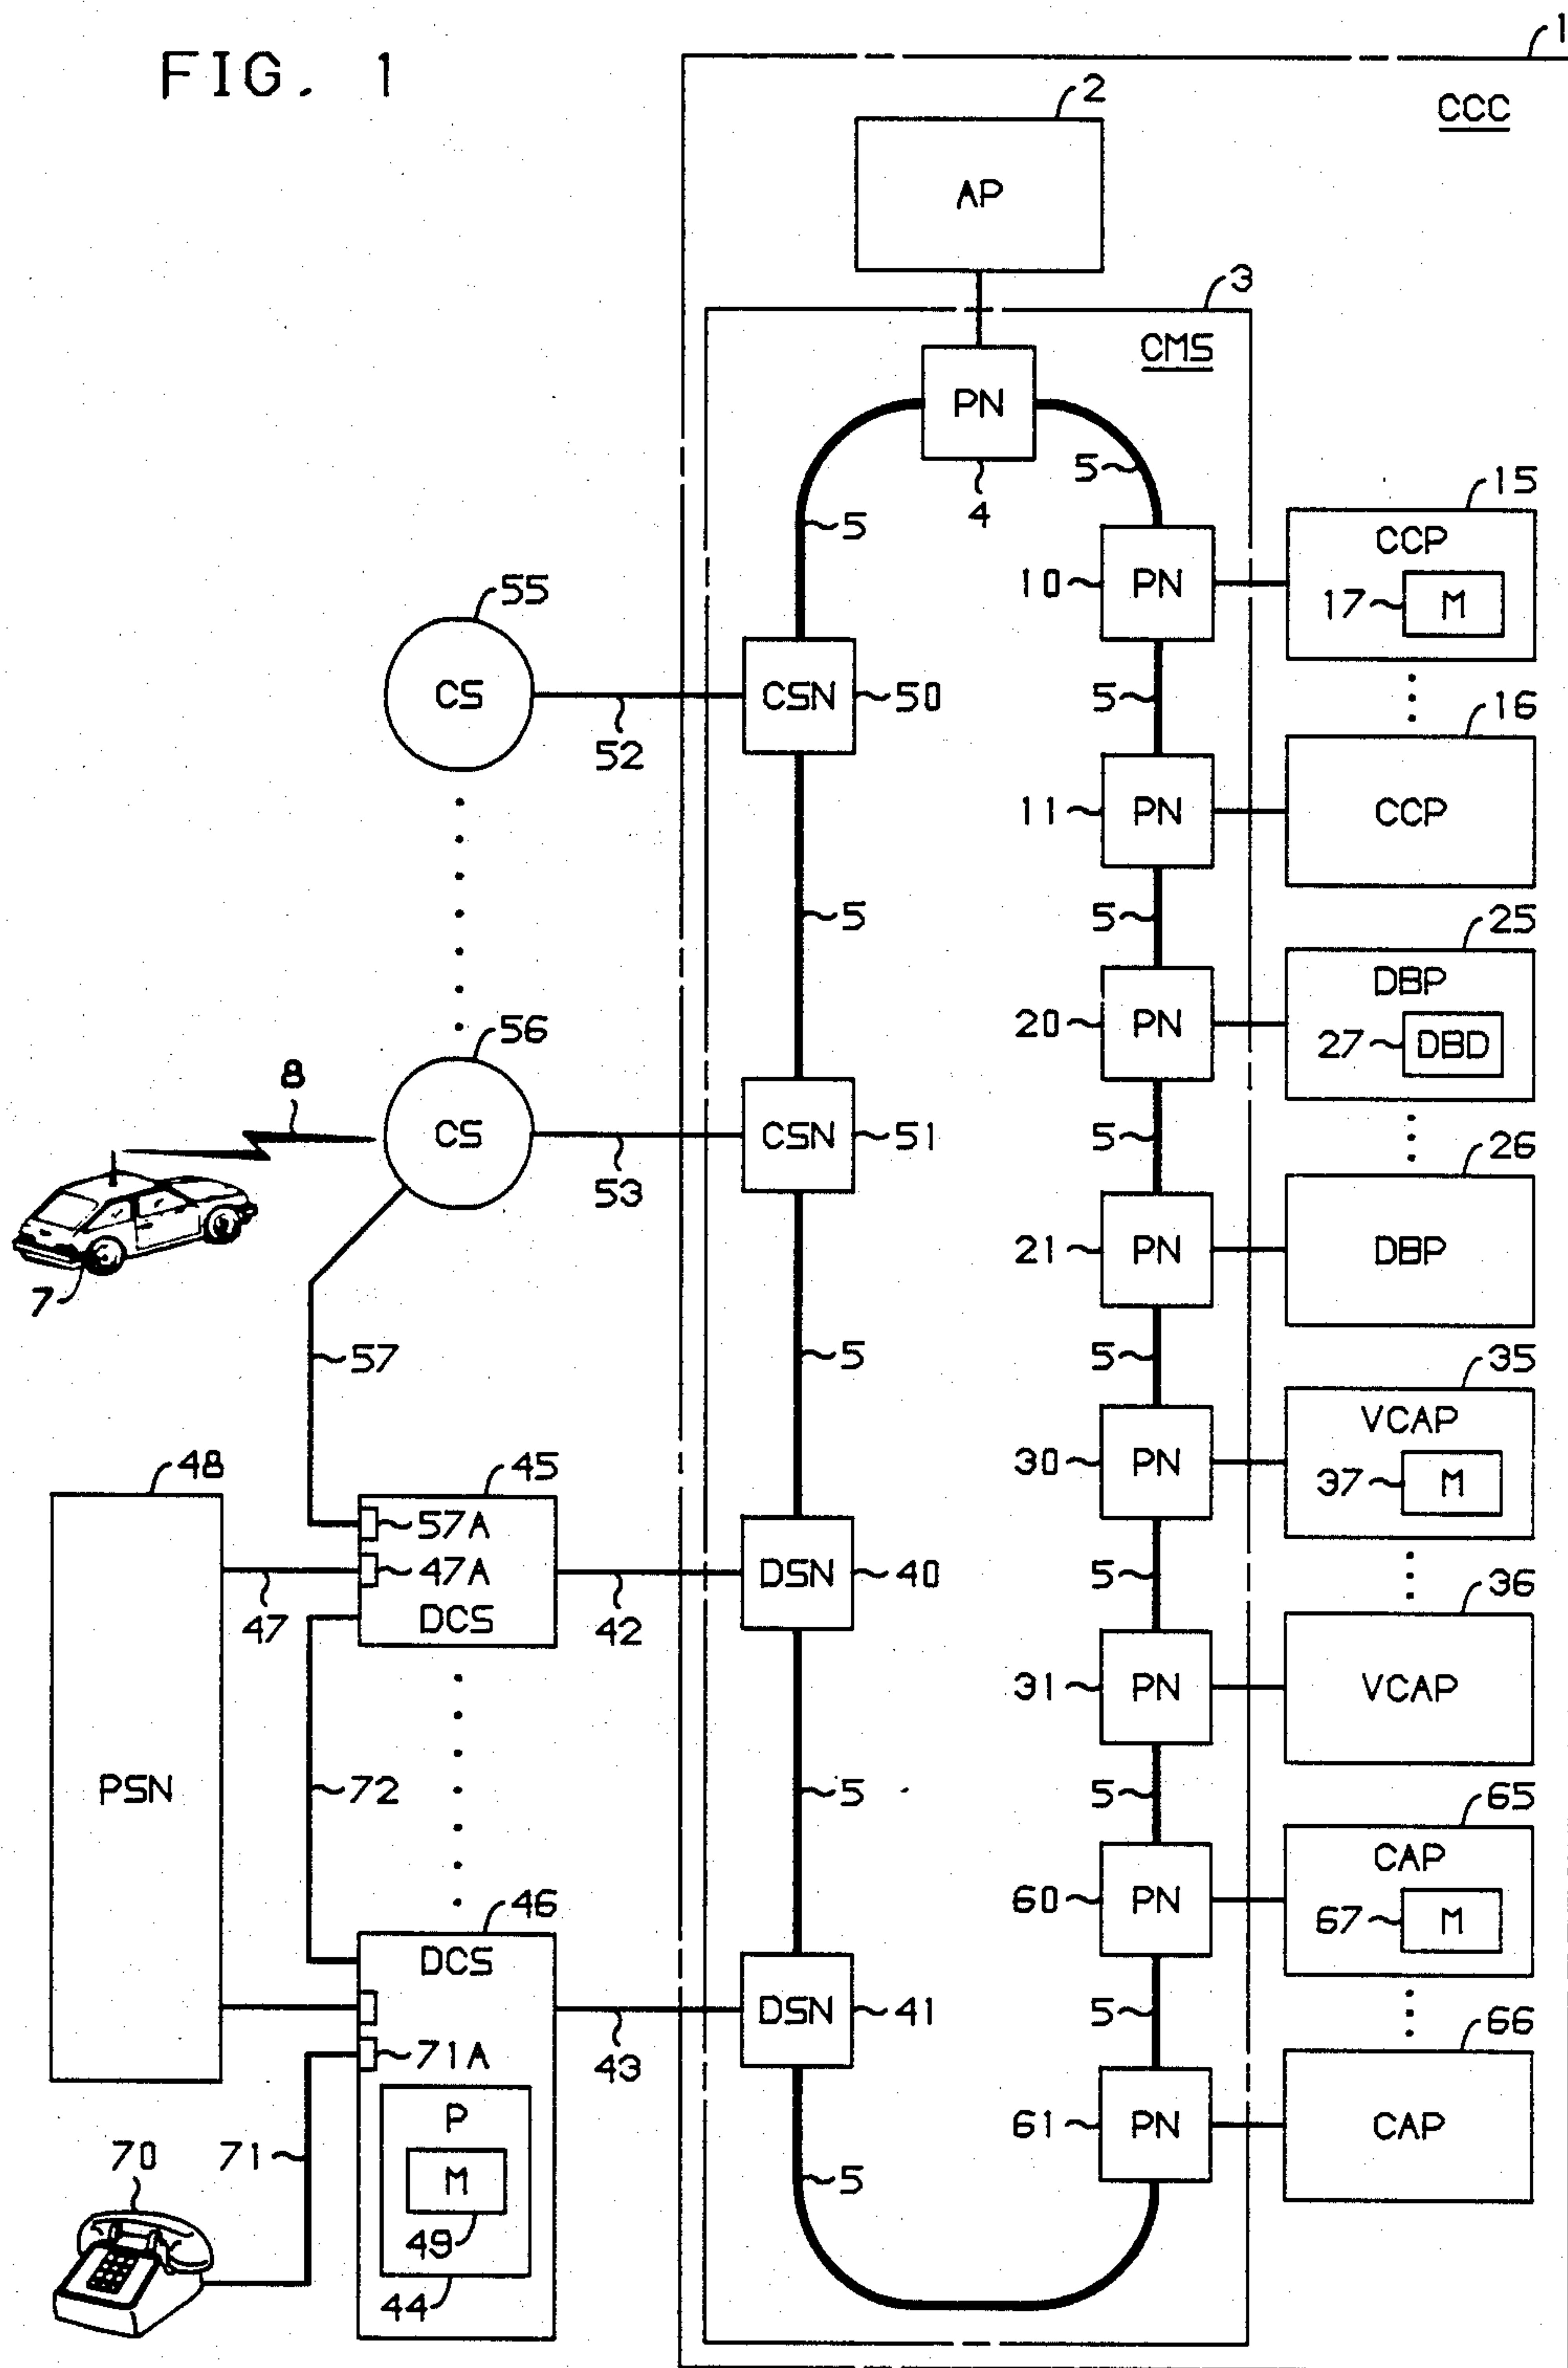 FIG. 1
1
CCC
2
AP
3
CMS
PN
4
5
5
15
CCP
10
PN
17
M
55
CS
CSN
50
52
5
16
11
PN
CCP
5
5
25
DBP
20
PN
27
DBD
56
8
CS
CSN
51
53
5
26
7
21
PN
DBP
57
5
5
35
VCAP
30
PN
37
M
48
45
57A
47A
DCS
47
42
DSN
40
5
36
31
PN
VCAP
PSN
72
5
5
65
CAP
60
PN
67
M
46
DCS
DSN
41
43
5
71A
66
P
M
49
44
61
PN
CAP
70
71
5